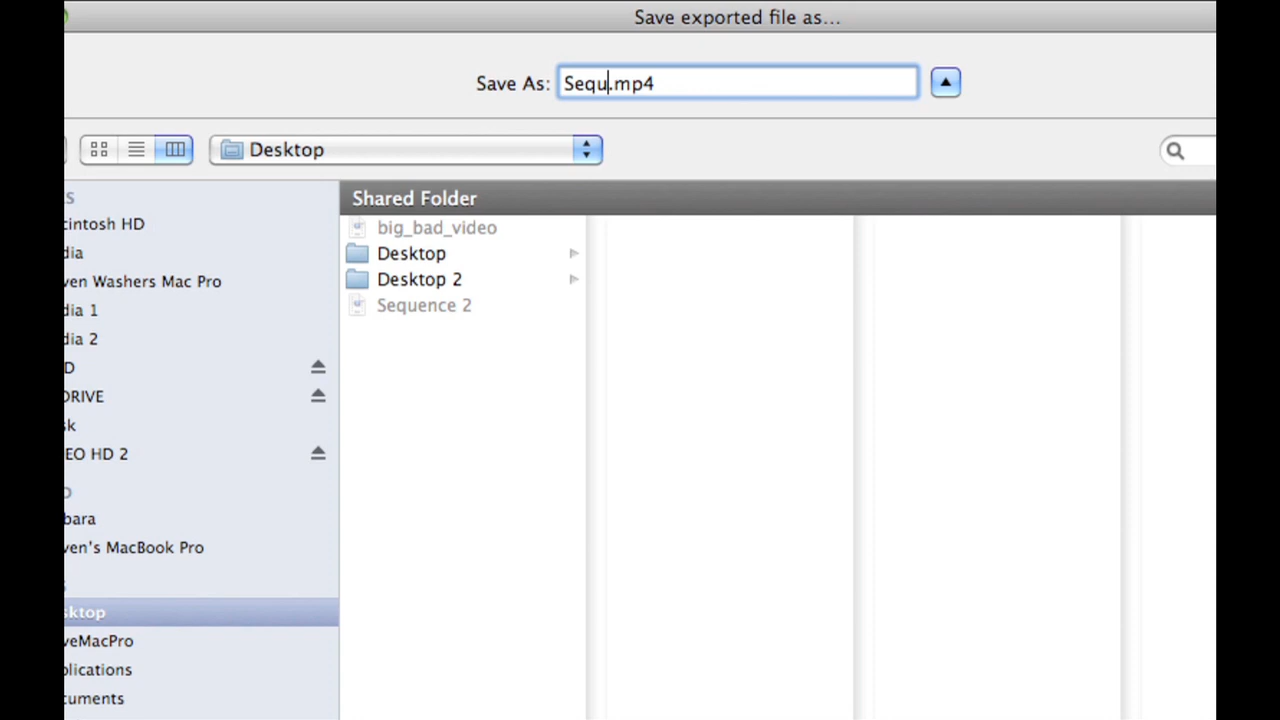 Save exported file as...
Save As: Sequ.mp4
Desktop
S
cintosh HD
dia
ven Washers Mac Pro
dia 1
dia 2
D
DRIVE
sk
EO HD 2
D
bara
ven's MacBook Pro
S
sktop
veMacPro
plications
cuments
Shared Folder
big_bad_video
Desktop
Desktop 2
Sequence 2